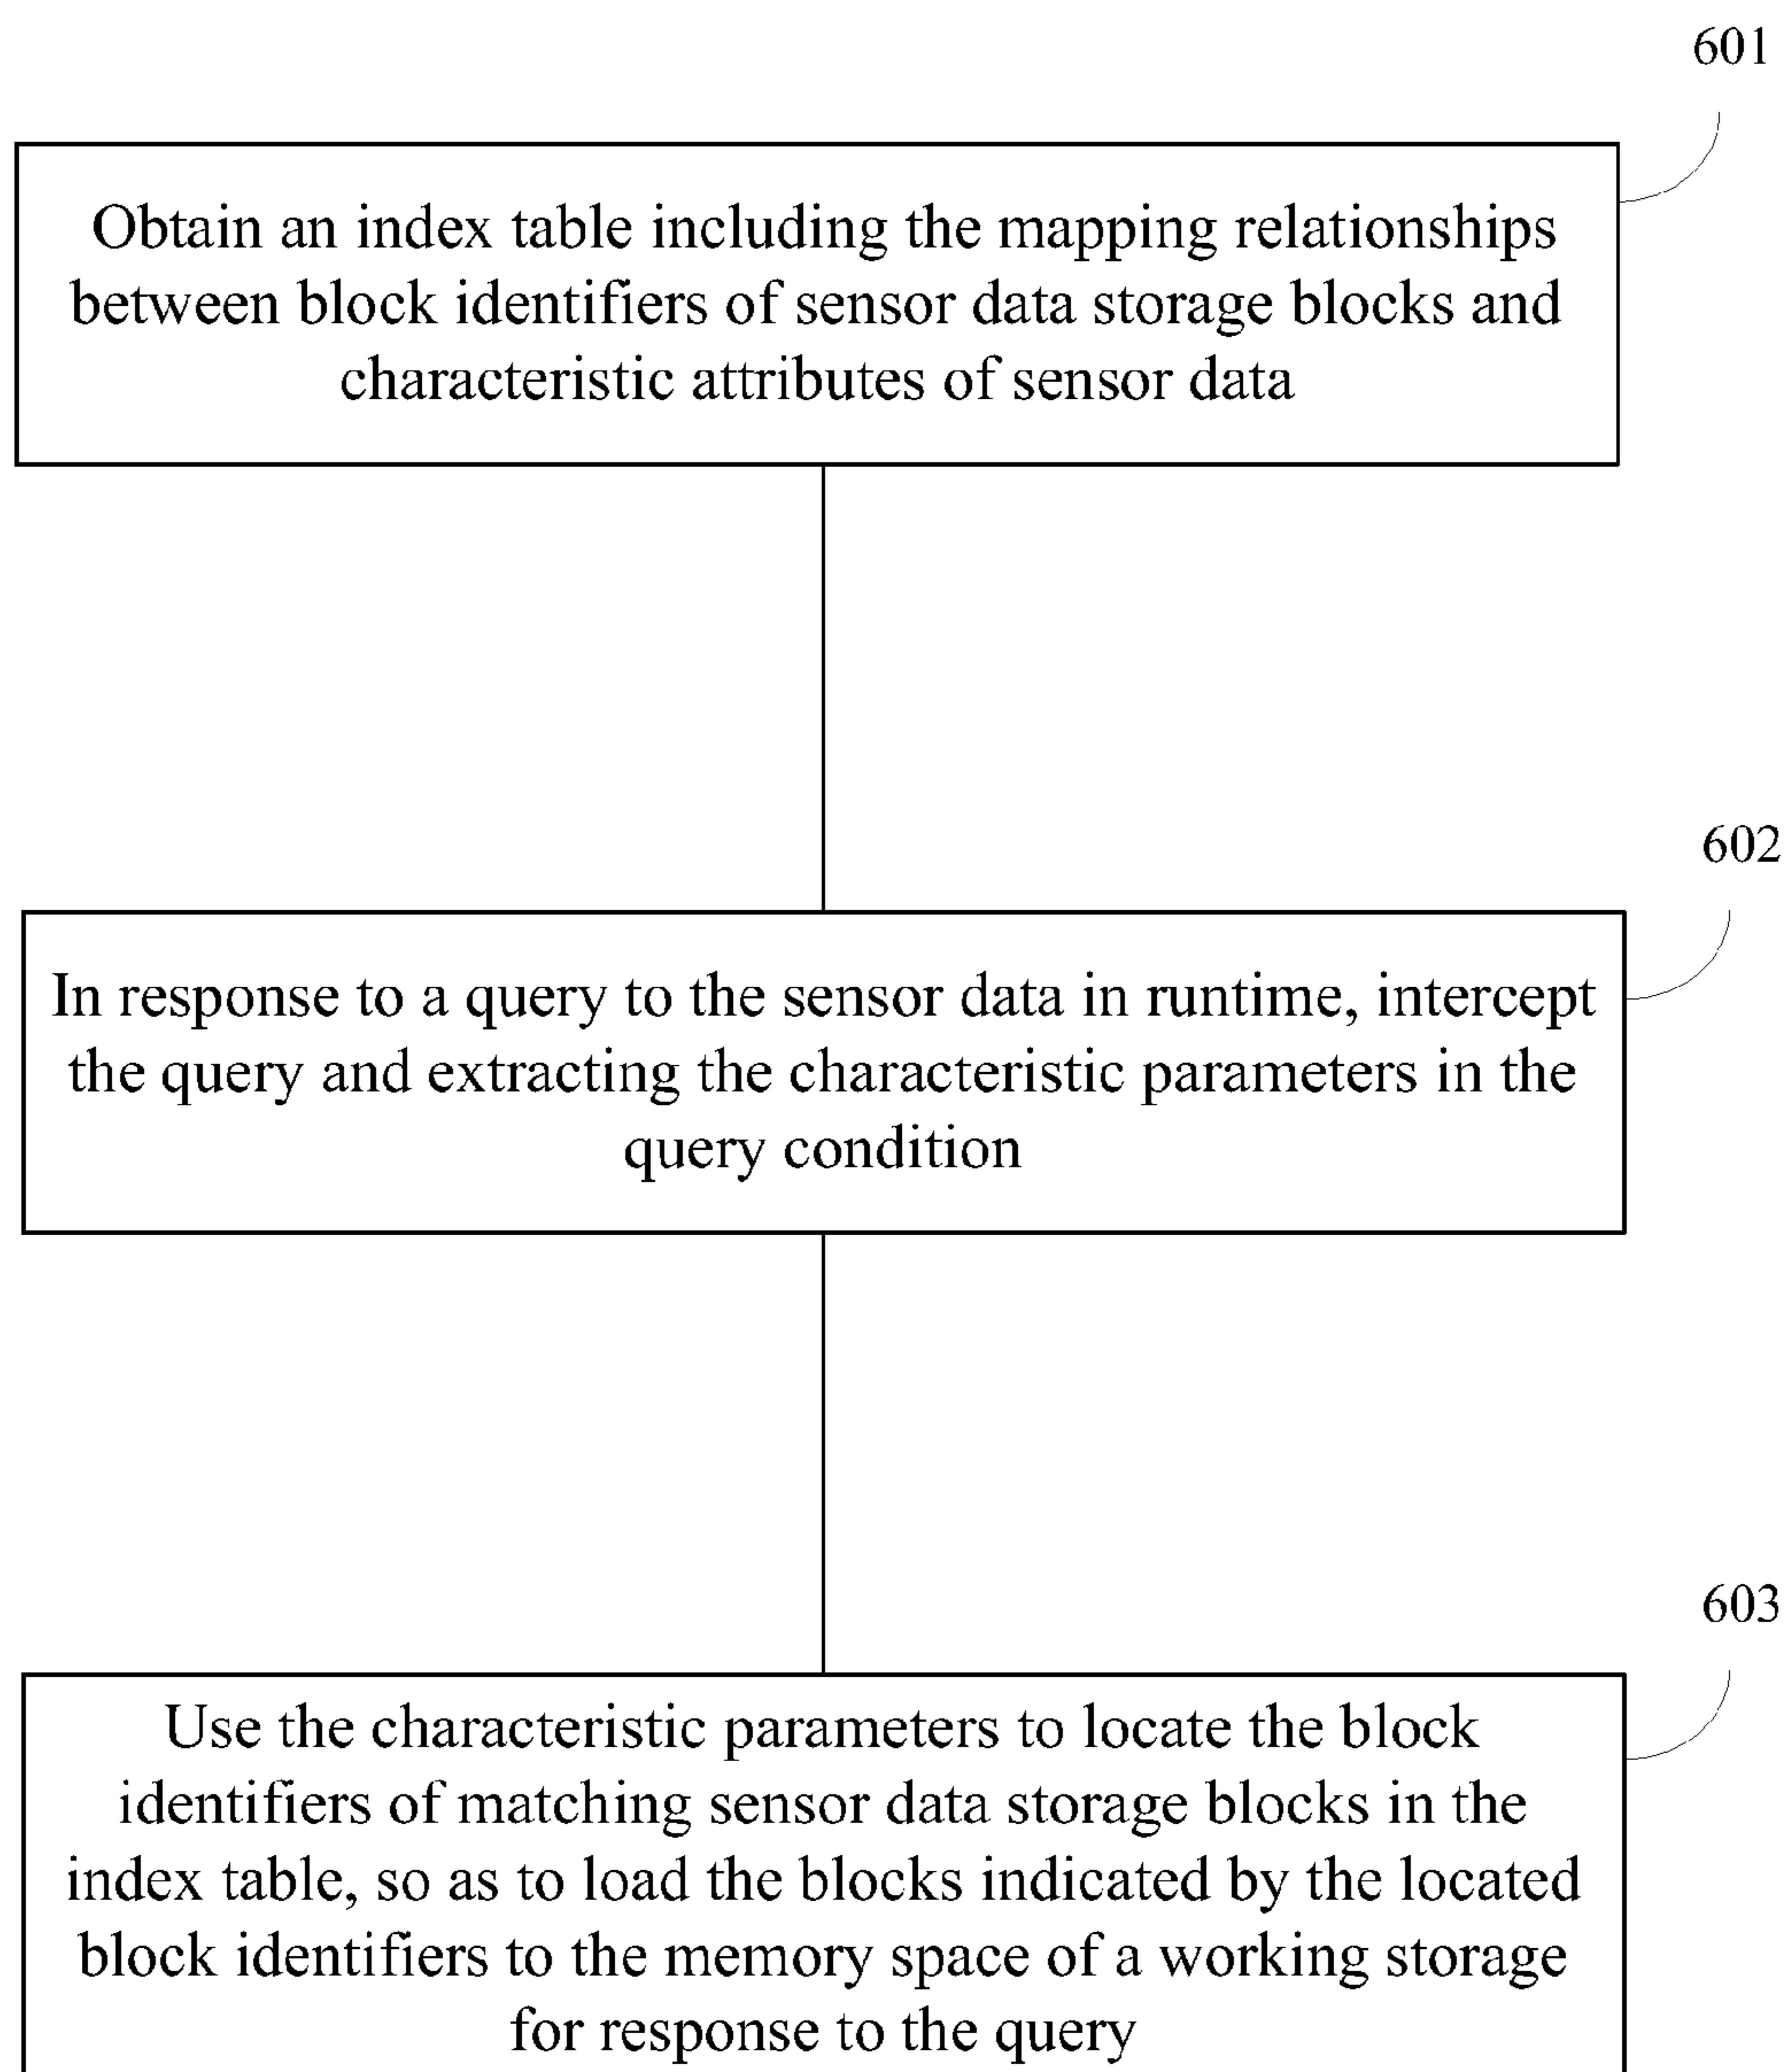 601
Obtain an index table including the mapping relationships
between block identifiers of sensor data storage blocks and
characteristic attributes of sensor data
602
In response to a query to the sensor data in runtime, intercept
the query and extracting the characteristic parameters in the
query condition
603
Use the characteristic parameters to locate the block
identifiers of matching sensor data storage blocks in the
index table, so as to load the blocks indicated by the located
block identifiers to the memory space of a working storage
for response to the query